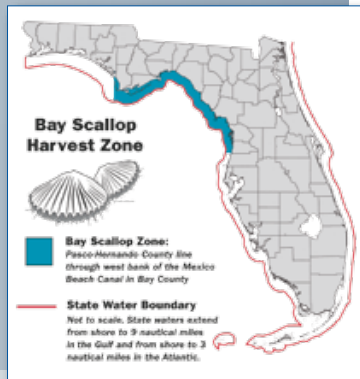 Bay Scallop
Harvest Zone
Bay Scallop Zone:
Pasco-Hernando County line
through west bank of the Mexico
Beach Canal in Bay County
State Water Boundary
Not to scale. State waters extend
from shore to 9 nautical miles
in the Gulf and from shore to 3
nautical miles in the Atlantic.